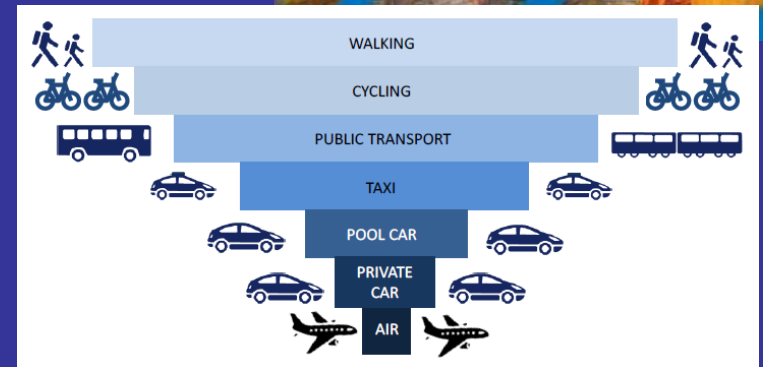 WALKING
CYCLING
PUBLIC TRANSPORT
TAXI
POOL CAR
PRIVATE
CAR
AIR